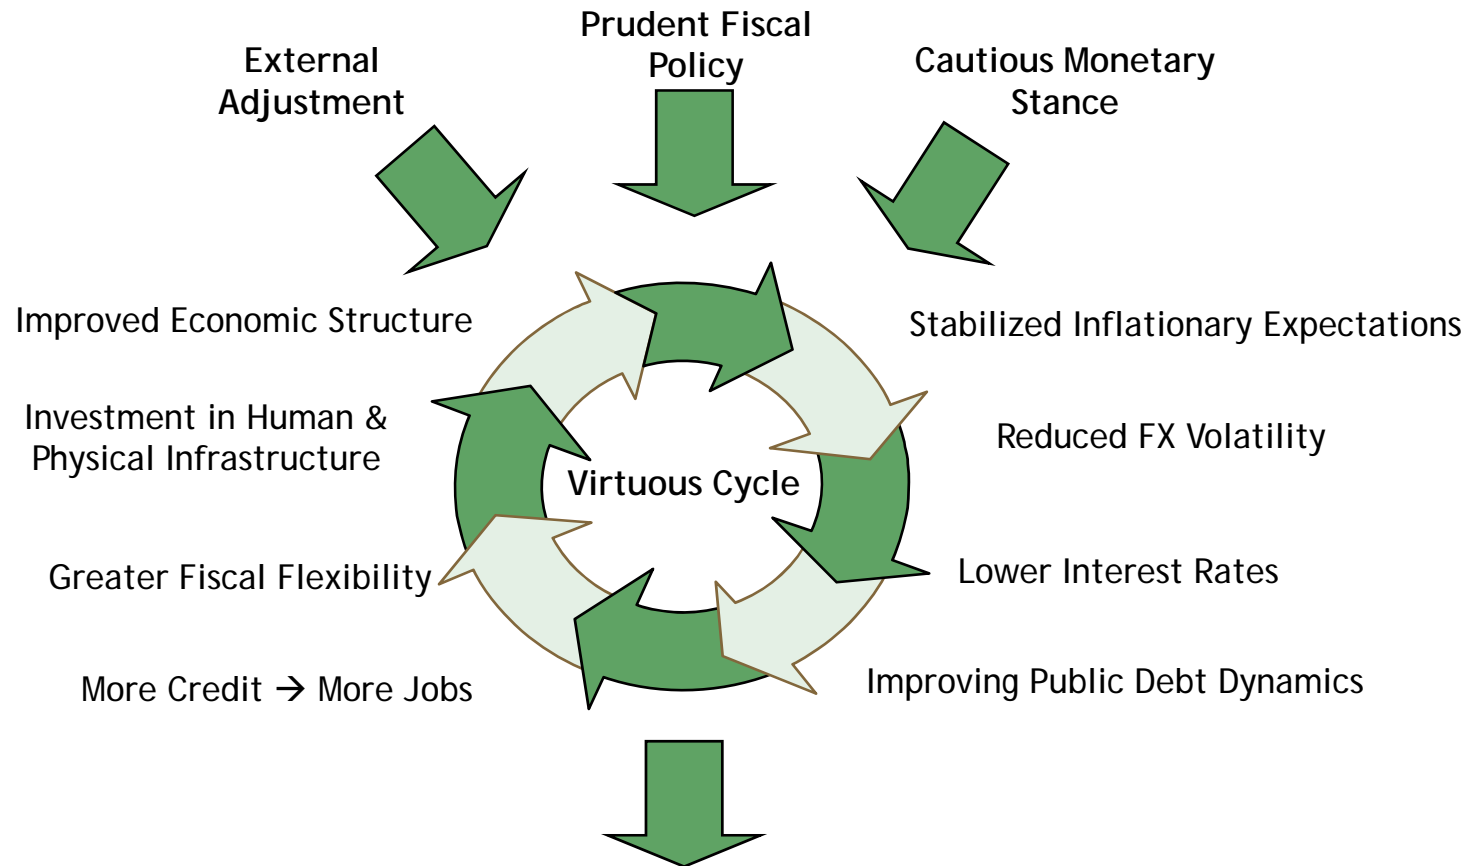 Prudent Fiscal
Policy
External
Adjustment
Cautious Monetary
Stance
Improved Economic Structure
Stabilized Inflationary Expectations
Investment in Human &
Physical Infrastructure
Reduced FX Volatility
Virtuous Cycle
Greater Fiscal Flexibility
Lower Interest Rates
More Credit → More Jobs
Improving Public Debt Dynamics